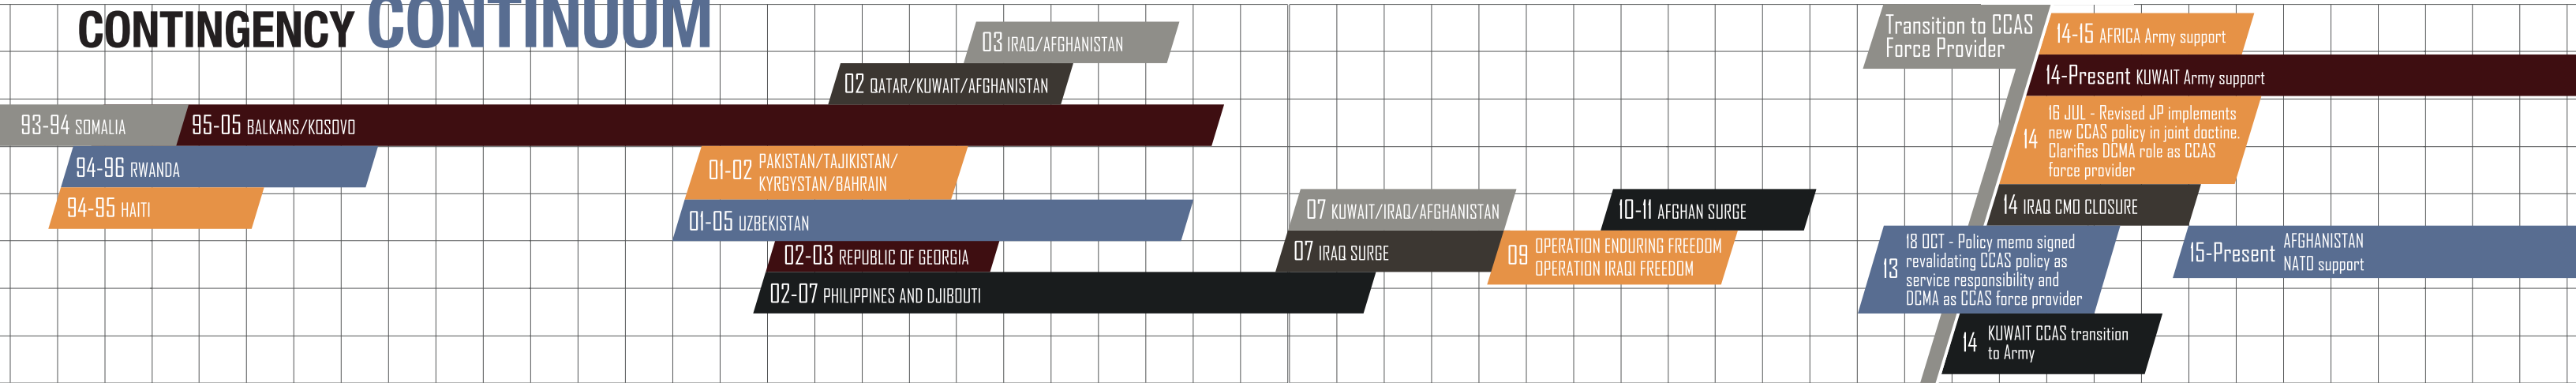 CONTINGENCY CONTINUUM
03 IRAQ/AFGHANISTAN
02 QATAR/KUWAIT/AFGHANISTAN
93-94 SOMALIA
95-05 BALKANS/KOSOVO
94-96 RWANDA
94-95 HAITI
01-02 PAKISTAN/TAJIKISTAN/
KYRGYSTAN/BAHRAIN
01-05 UZBEKISTAN
02-03 REPUBLIC OF GEORGIA
02-07 PHILIPPINES AND DJIBOUTI
07 KUWAIT/IRAQ/AFGHANISTAN
07 IRAQ SURGE
10-11 AFGHAN SURGE
09 OPERATION ENDURING FREEDOM
OPERATION IRAQI FREEDOM
Transition to CCAS
Force Provider
14-15 AFRICA Army support
14-Present KUWAIT Army support
14 16 JUL - Revised JP implements
new CCAS policy in joint doctine.
Clarifies DCMA role as CCAS
force provider
14 IRAQ CMO CLOSURE
13 18 OCT - Policy memo signed
revalidating CCAS policy as
service responsibility and
DCMA as CCAS force provider
15-Present AFGHANISTAN
NATO support
14 KUWAIT CCAS transition
to Army